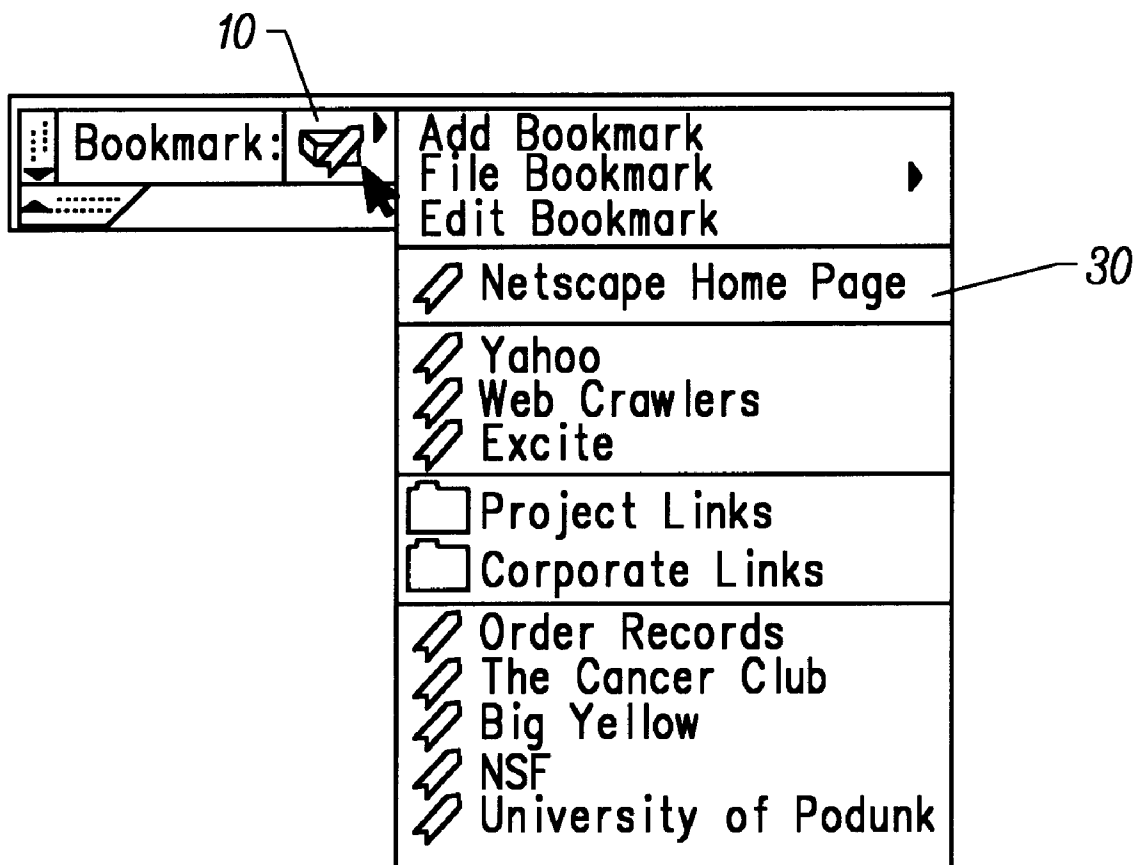 10
Bookmark:
Add Bookmark
File Bookmark
Edit Bookmark
Netscape Home Page
30
Yahoo
Web Crawlers
Excite
Project Links
Corporate Links
Order Records
The Cancer Club
Big Yellow
NSF
University of Podunk